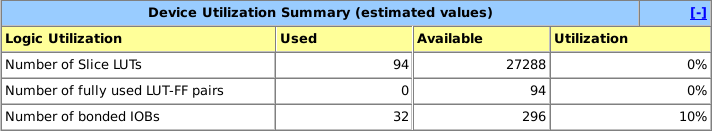 Device Utilization Summary (estimated values) [-]
Logic Utilization Used Available Utilization
Number of Slice LUTs 94 27288 0%
Number of fully used LUT-FF pairs 0 94 0%
Number of bonded IOBs 32 296 10%